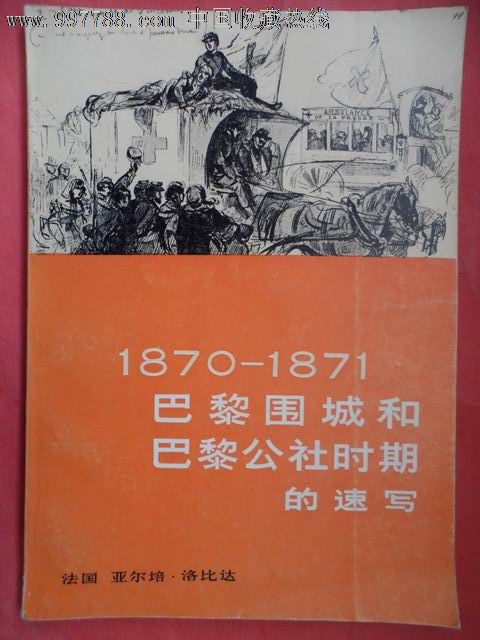 www.997788.com 中国收藏热线
AMBULANCE
DE LA PRESSE
1870-1871
巴黎围城和
巴黎公社时期
的速写
法国 亚尔培·洛比达